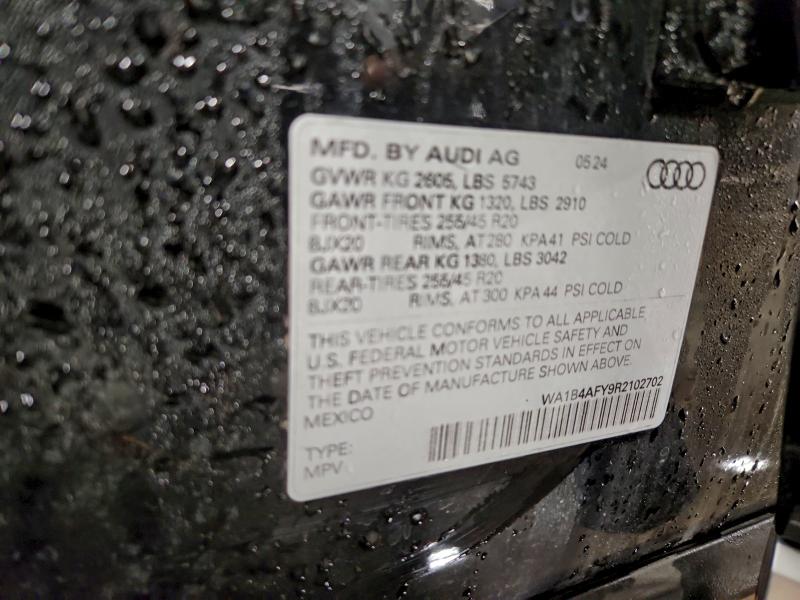 MFD. BY AUDI AG 05 24
GVWR KG 2605, LBS 5743
GAWR FRONT KG 1320, LBS 2910
FRONT-TIRES 255/45 R20
8JX20 RIMS, AT 280 KPA 41 PSI COLD
GAWR REAR KG 1380, LBS 3042
REAR-TIRES 255/45 R20
8JX20 RIMS, AT 300 KPA 44 PSI COLD
THIS VEHICLE CONFORMS TO ALL APPLICABLE
U.S. FEDERAL MOTOR VEHICLE SAFETY AND
THEFT PREVENTION STANDARDS IN EFFECT ON
THE DATE OF MANUFACTURE SHOWN ABOVE.
MEXICO WA1B4AFY9R2102702
TYPE:
MPV